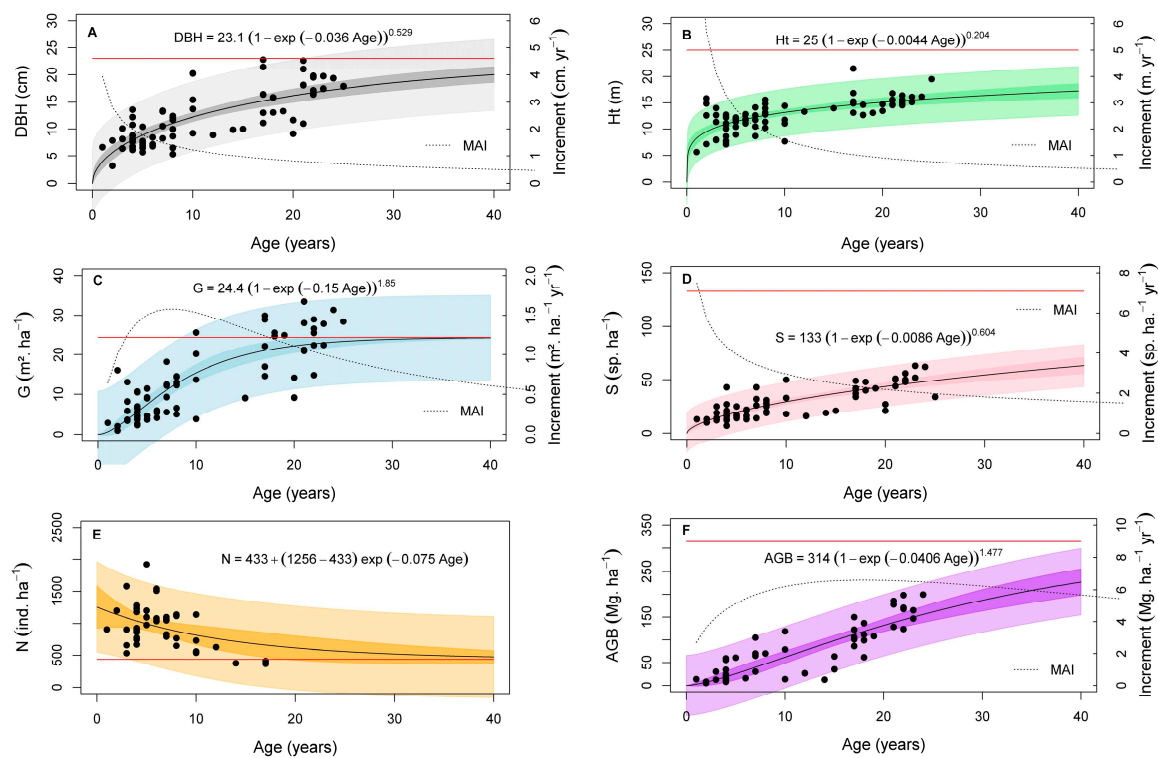 A
DBH = 23.1 (1−exp (−0.036 Age))^0.529
DBH (cm)
0 5 10 15 20 25 30
Increment (cm. yr⁻¹)
0 1 2 3 4 5 6
MAI
0 10 20 30 40
Age (years)
B
Ht = 25 (1−exp (−0.0044 Age))^0.204
Ht (m)
0 5 10 15 20 25 30
Increment (m. yr⁻¹)
0 1 2 3 4 5 6
MAI
0 10 20 30 40
Age (years)
C
G = 24.4 (1−exp (−0.15 Age))^1.85
G (m². ha⁻¹)
0 10 20 30 40
Increment (m². ha⁻¹ yr⁻¹)
0.0 0.5 1.0 1.5 2.0
MAI
0 10 20 30 40
Age (years)
D
S = 133 (1−exp (−0.0086 Age))^0.604
S (sp. ha⁻¹)
0 50 100 150
Increment (sp. ha⁻¹ yr⁻¹)
0 2 4 6 8
MAI
0 10 20 30 40
Age (years)
E
N = 433 + (1256 − 433) exp (−0.075 Age)
N (ind. ha⁻¹)
0 500 1500 2500
0 10 20 30 40
Age (years)
F
AGB = 314 (1−exp (−0.0406 Age))^1.477
AGB (Mg. ha⁻¹)
0 50 150 200 250 350
Increment (Mg. ha⁻¹ yr⁻¹)
0 2 4 6 8 10
MAI
0 10 20 30 40
Age (years)